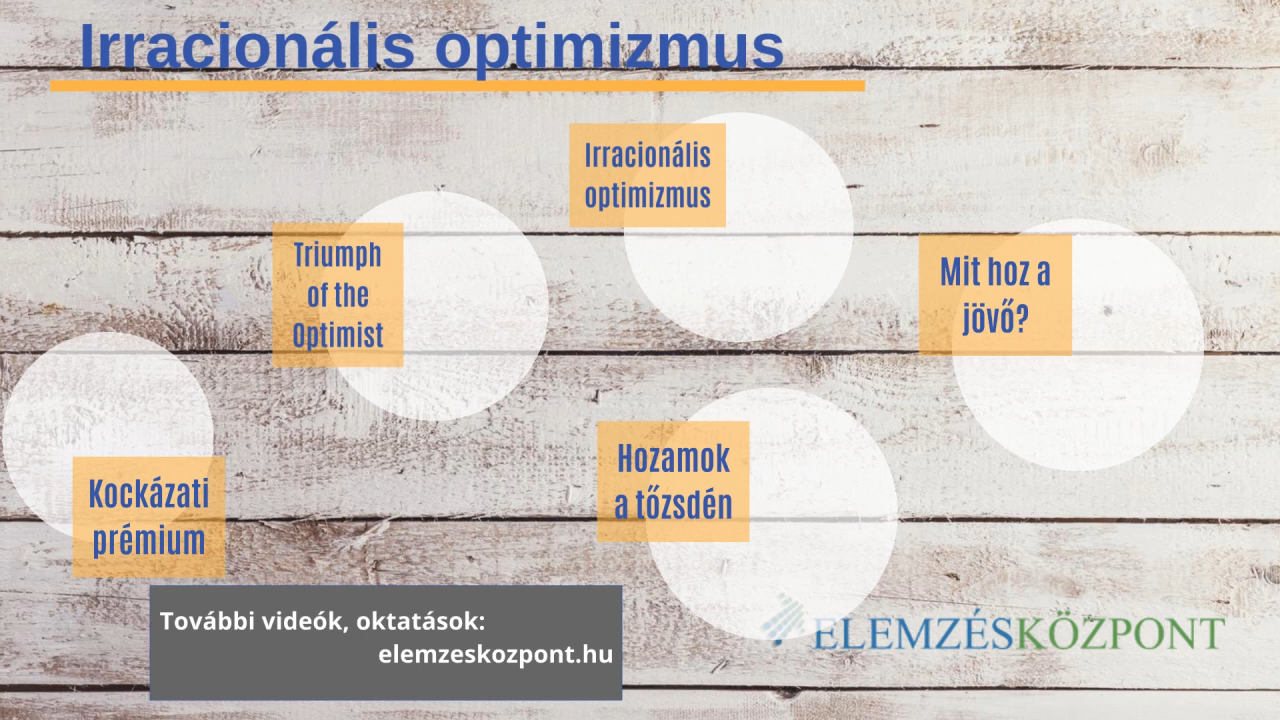 Irracionális optimizmus
Irracionális
optimizmus
Triumph
of the
Optimist
Mit hoz a
jövő?
Kockázati
prémium
Hozamok
a tőzsdén
További videók, oktatások:
elemzeskozpont.hu
ELEMZÉSKÖZPONT